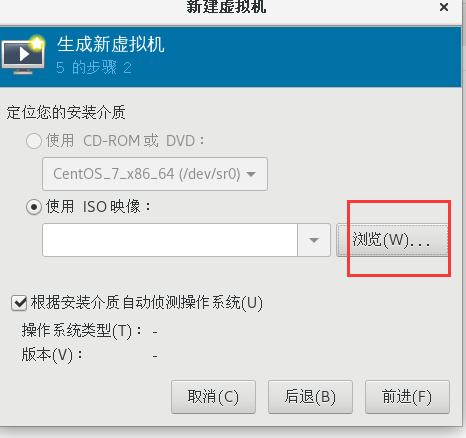 新建虚拟机
生成新虚拟机
5 的步骤 2
定位您的安装介质
使用 CD-ROM 或 DVD：
CentOS_7_x86_64 (/dev/sr0)
使用 ISO 映像：
浏览(W)...
根据安装介质自动侦测操作系统(U)
操作系统类型(T)： -
版本(V)： -
取消(C) 后退(B) 前进(F)